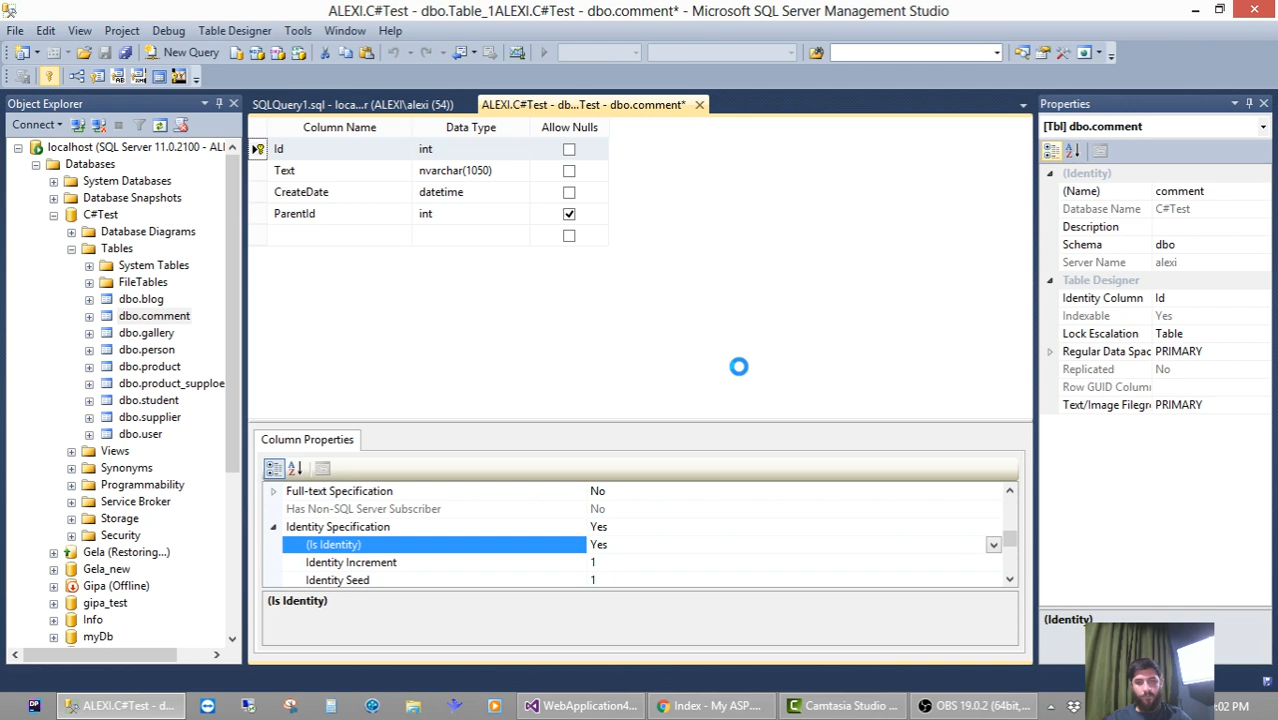 ALEXI.C#Test - dbo.Table_1ALEXI.C#Test - dbo.comment* - Microsoft SQL Server Management Studio
File Edit View Project Debug Table Designer Tools Window Help
New Query
Object Explorer
Connect
localhost (SQL Server 11.0.2100 - ALE
Databases
System Databases
Database Snapshots
C#Test
Database Diagrams
Tables
System Tables
FileTables
dbo.blog
dbo.comment
dbo.gallery
dbo.person
dbo.product
dbo.product_supploe
dbo.student
dbo.supplier
dbo.user
Views
Synonyms
Programmability
Service Broker
Storage
Security
Gela (Restoring...)
Gela_new
Gipa (Offline)
gipa_test
Info
myDb
SQLQuery1.sql - loca...r (ALEXI\alexi (54)) ALEXI.C#Test - db...Test - dbo.comment*
Column Name Data Type Allow Nulls
Id int
Text nvarchar(1050)
CreateDate datetime
ParentId int
Column Properties
Full-text Specification No
Has Non-SQL Server Subscriber No
Identity Specification Yes
(Is Identity) Yes
Identity Increment 1
Identity Seed 1
(Is Identity)
Properties
[Tbl] dbo.comment
(Identity)
(Name) comment
Database Name C#Test
Description
Schema dbo
Server Name alexi
Table Designer
Identity Column Id
Indexable Yes
Lock Escalation Table
Regular Data Spac PRIMARY
Replicated No
Row GUID Column
Text/Image Filegr PRIMARY
(Identity)
ALEXI.C#Test - d... WebApplication4... Index - My ASP.... Camtasia Studio ... OBS 19.0.2 (64bit,... :02 PM